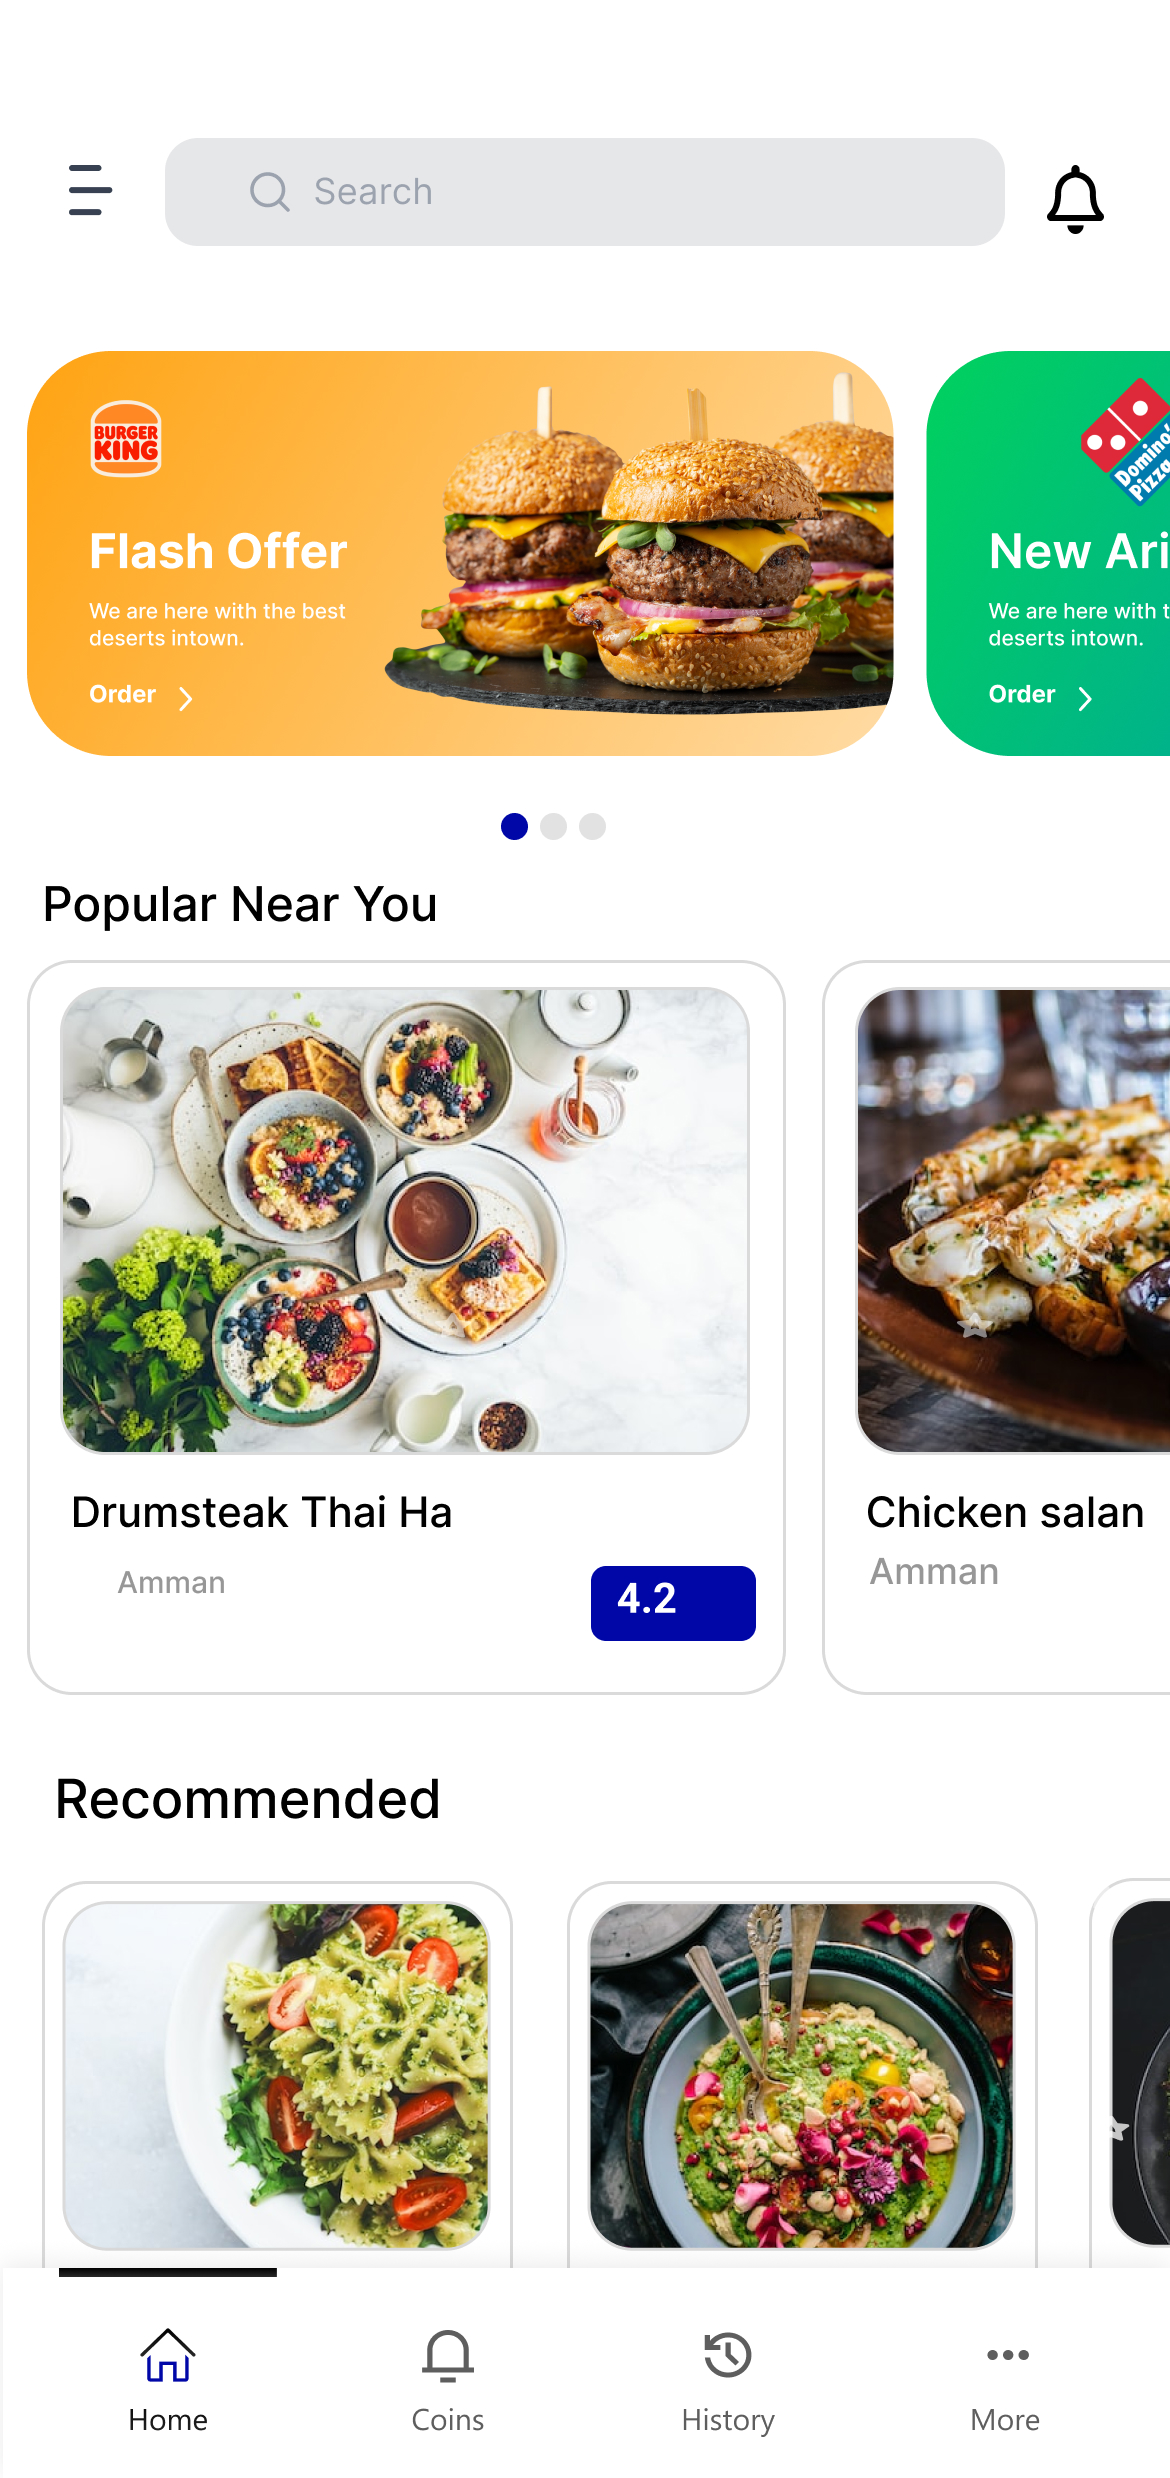 Search
BURGER
KING
Flash Offer
We are here with the best
deserts intown.
Order
Domino's
Pizza
New Ari
We are here with t
deserts intown.
Order
Popular Near You
Drumsteak Thai Ha
Amman
4.2
Chicken salan
Amman
Recommended
Home
Coins
History
More